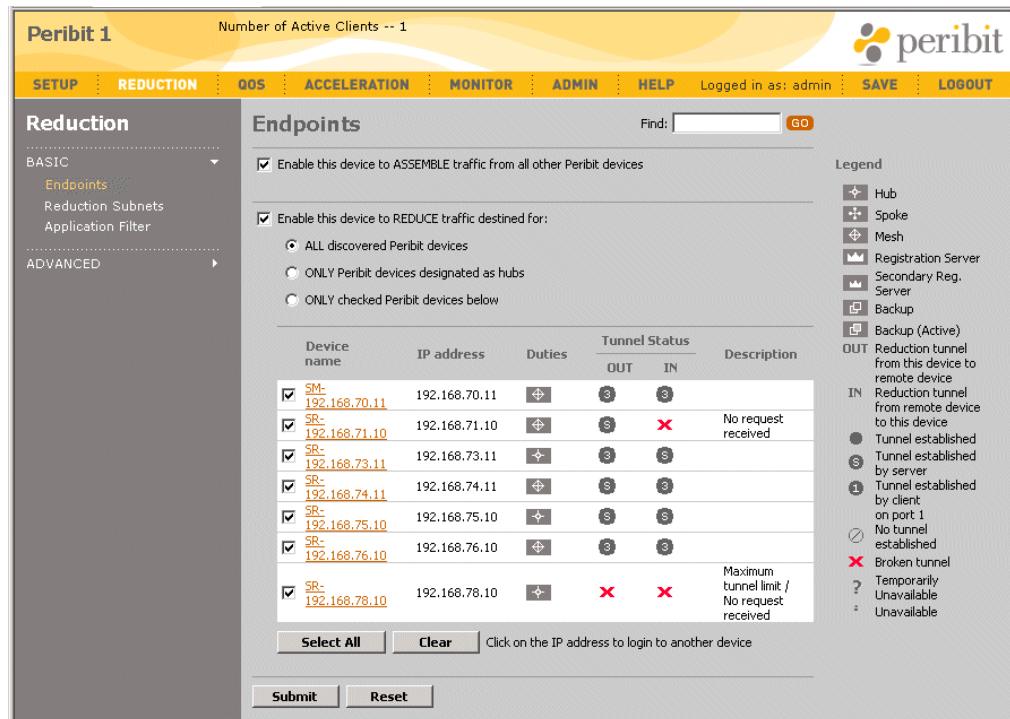 Peribit 1
Number of Active Clients -- 1
peribit
SETUP REDUCTION QOS ACCELERATION MONITOR ADMIN HELP Logged in as: admin SAVE LOGOUT
Reduction
BASIC
Endpoints
Reduction Subnets
Application Filter
ADVANCED
Endpoints
Find: GO
Enable this device to ASSEMBLE traffic from all other Peribit devices
Enable this device to REDUCE traffic destined for:
ALL discovered Peribit devices
ONLY Peribit devices designated as hubs
ONLY checked Peribit devices below
Device name IP address Duties Tunnel Status OUT IN Description
SM-
192.168.70.11 192.168.70.11 3 3
SR-
192.168.71.10 192.168.71.10 S No request
received
SR-
192.168.73.11 192.168.73.11 3 S
SR-
192.168.74.11 192.168.74.11 S S
SR-
192.168.75.10 192.168.75.10 S S
SR-
192.168.76.10 192.168.76.10 3 3
SR-
192.168.78.10 192.168.78.10 Maximum
tunnel limit /
No request
received
Select All Clear Click on the IP address to login to another device
Submit Reset
Legend
Hub
Spoke
Mesh
Registration Server
Secondary Reg.
Server
Backup
Backup (Active)
OUT Reduction tunnel
from this device to
remote device
IN Reduction tunnel
from remote device
to this device
Tunnel established
S Tunnel established
by server
1 Tunnel established
by client
on port 1
No tunnel
established
Broken tunnel
? Temporarily
Unavailable
: Unavailable